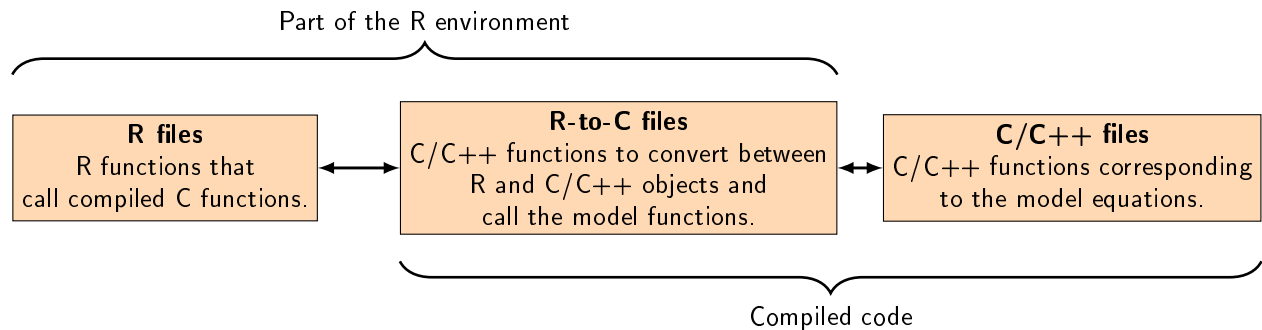 Part of the R environment
R files
R functions that
call compiled C functions.
R-to-C files
C/C++ functions to convert between
R and C/C++ objects and
call the model functions.
C/C++ files
C/C++ functions corresponding
to the model equations.
Compiled code